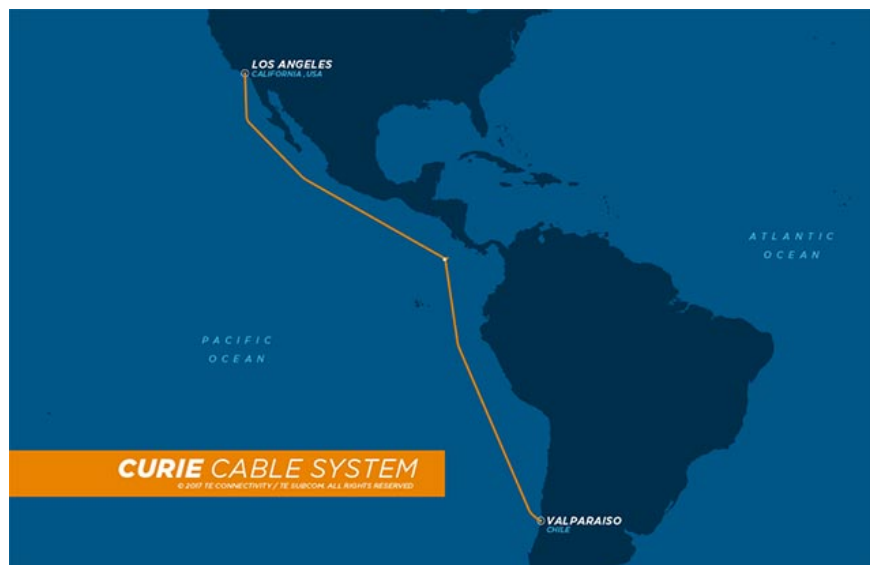 LOS ANGELES
CALIFORNIA, USA
ATLANTIC
OCEAN
PACIFIC
OCEAN
CURIE CABLE SYSTEM
© 2017 TE CONNECTIVITY / TE SUBCOM. ALL RIGHTS RESERVED
VALPARAISO
CHILE